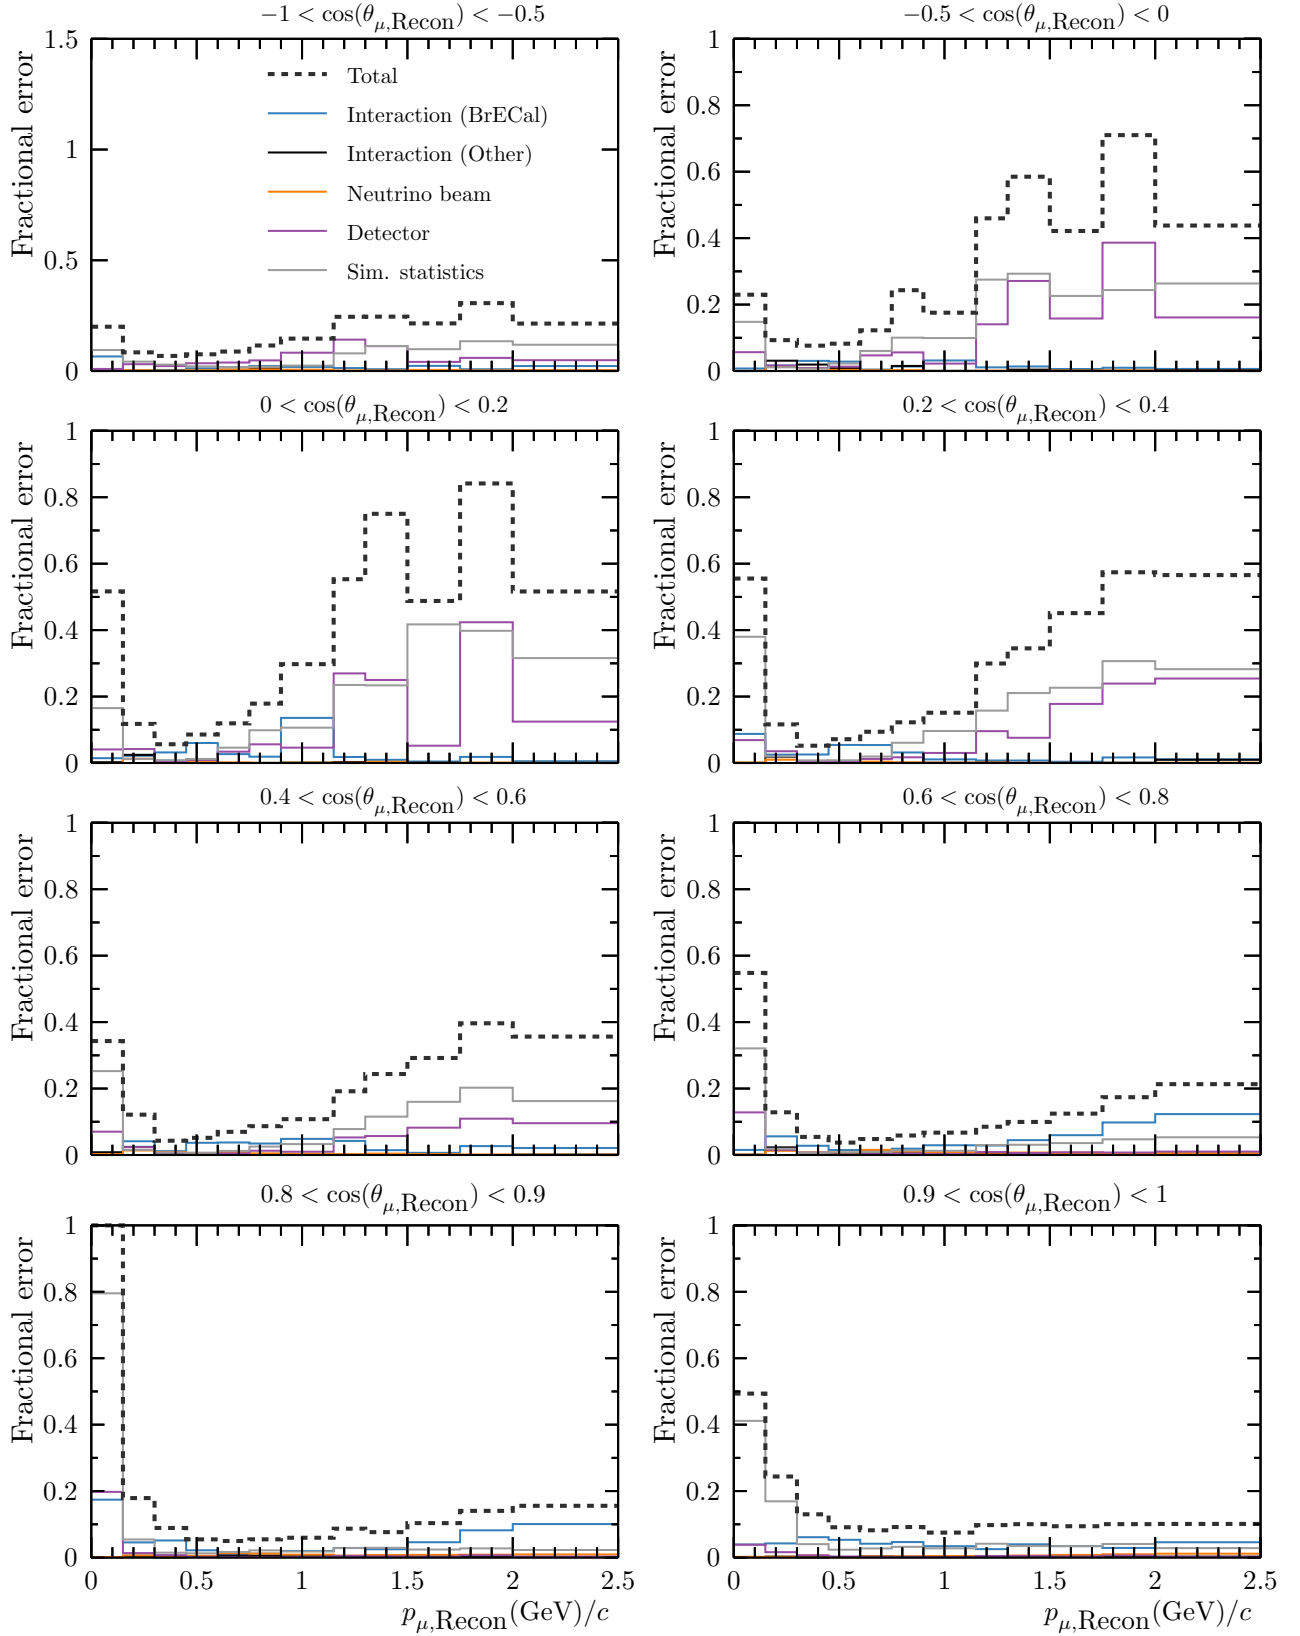 −1 < cos(θμ,Recon) < −0.5
Fractional error
1.5
1
0.5
0
Total
Interaction (BrECal)
Interaction (Other)
Neutrino beam
Detector
Sim. statistics
−0.5 < cos(θμ,Recon) < 0
Fractional error
1
0.8
0.6
0.4
0.2
0
0 < cos(θμ,Recon) < 0.2
Fractional error
1
0.8
0.6
0.4
0.2
0
0.2 < cos(θμ,Recon) < 0.4
Fractional error
1
0.8
0.6
0.4
0.2
0
0.4 < cos(θμ,Recon) < 0.6
Fractional error
1
0.8
0.6
0.4
0.2
0
0.6 < cos(θμ,Recon) < 0.8
Fractional error
1
0.8
0.6
0.4
0.2
0
0.8 < cos(θμ,Recon) < 0.9
Fractional error
1
0.8
0.6
0.4
0.2
0
0 0.5 1 1.5 2 2.5
pμ,Recon(GeV)/c
0.9 < cos(θμ,Recon) < 1
Fractional error
1
0.8
0.6
0.4
0.2
0
0 0.5 1 1.5 2 2.5
pμ,Recon(GeV)/c